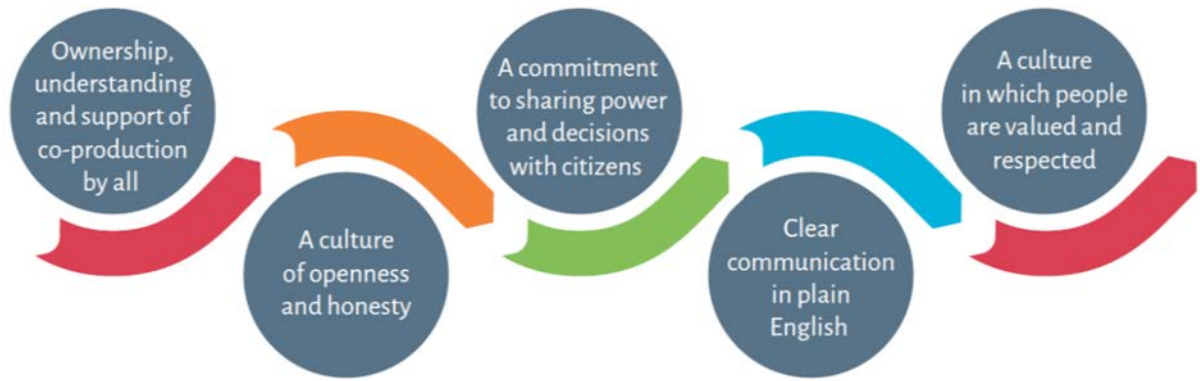 Ownership,
understanding
and support of
co-production
by all
A culture
of openness
and honesty
A commitment
to sharing power
and decisions
with citizens
Clear
communication
in plain
English
A culture
in which people
are valued and
respected